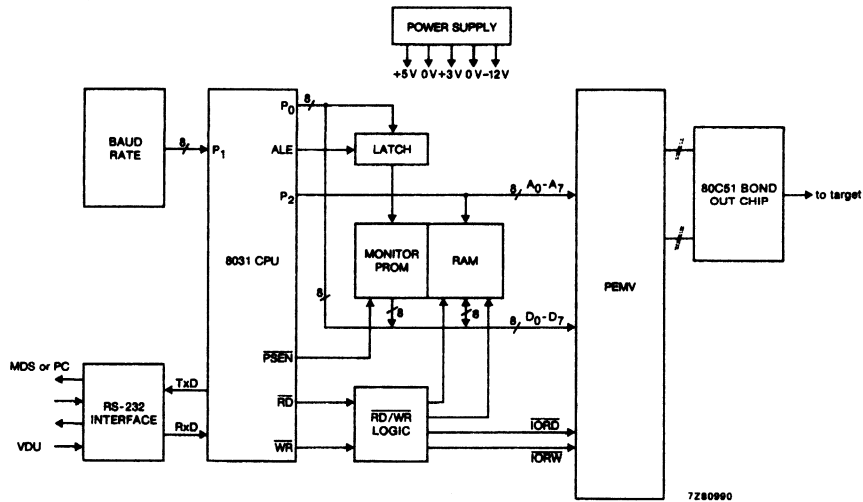 POWER SUPPLY
+5V 0V +3V 0V -12V
BAUD
RATE
8
P1
P0
8
ALE
LATCH
P2
8 A0-A7
8031 CPU
MONITOR
PROM
RAM
8
8
8
8 D0-D7
PEMV
80C51 BOND
OUT CHIP
to target
PSEN
MDS or PC
RS-232
INTERFACE
VDU
TxD
RxD
RD
WR
RD/WR
LOGIC
IORD
IORW
7Z80990